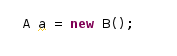 A a = new B();